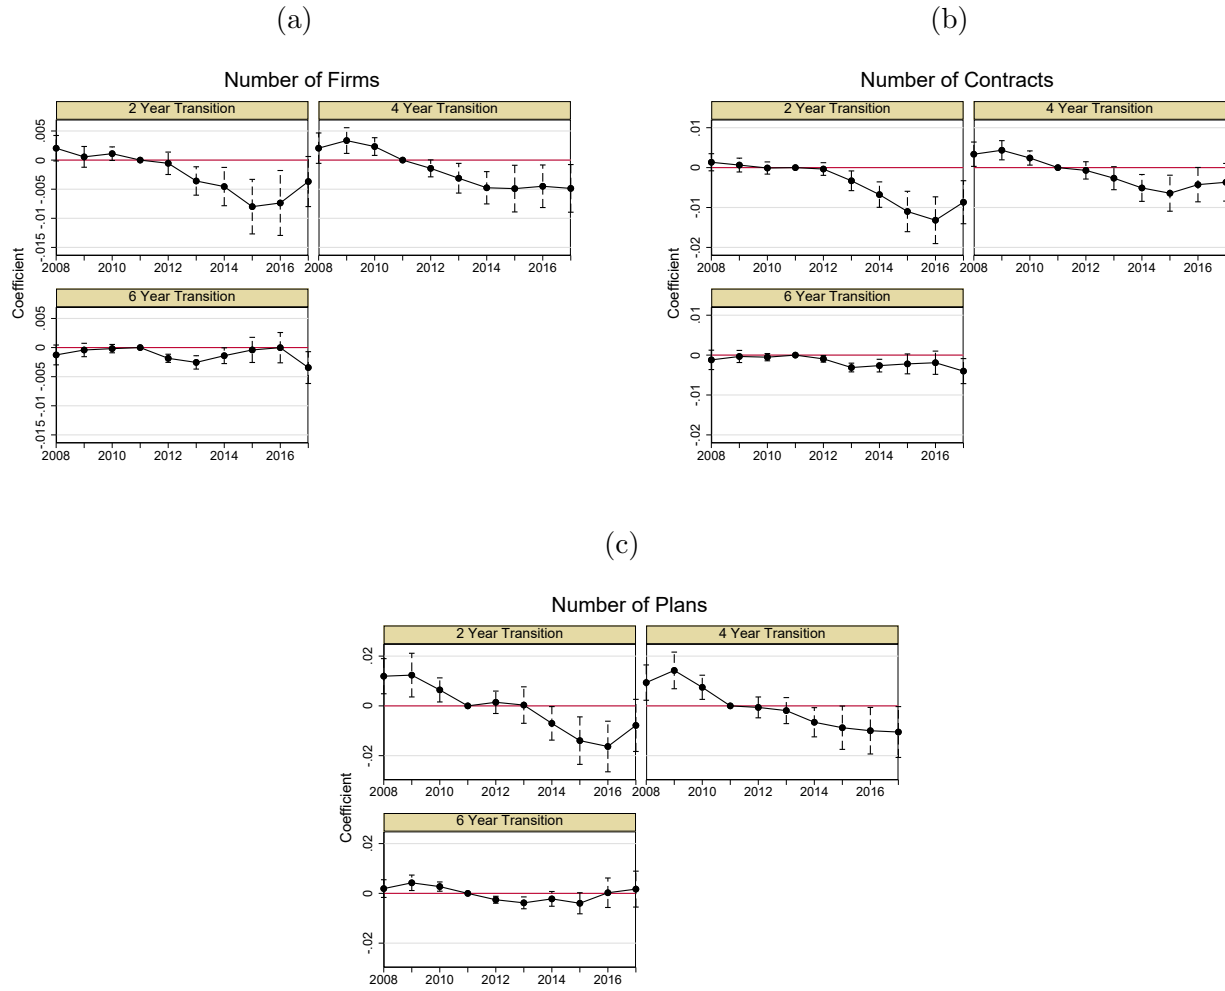 (a)
Number of Firms
2 Year Transition
4 Year Transition
.005
0
-.005
-.01
-.015
2008 2010 2012 2014 2016 2008 2010 2012 2014 2016
6 Year Transition
.005
0
-.005
-.01
-.015
2008 2010 2012 2014 2016
Coefficient
(b)
Number of Contracts
2 Year Transition
4 Year Transition
.01
0
-.01
-.02
2008 2010 2012 2014 2016 2008 2010 2012 2014 2016
6 Year Transition
.01
0
-.01
-.02
2008 2010 2012 2014 2016
Coefficient
(c)
Number of Plans
2 Year Transition
4 Year Transition
.02
0
-.02
2008 2010 2012 2014 2016 2008 2010 2012 2014 2016
6 Year Transition
.02
0
-.02
2008 2010 2012 2014 2016
Coefficient